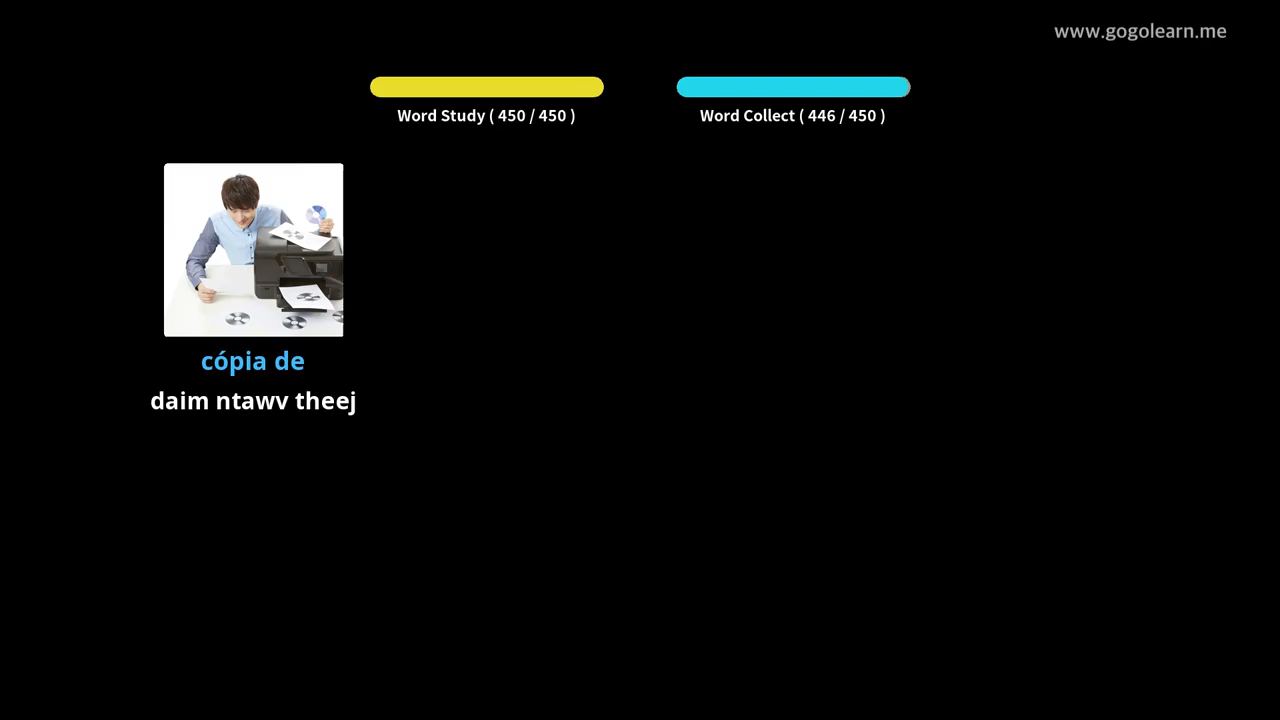 www.gogolearn.me
Word Study ( 450 / 450 )
Word Collect ( 446 / 450 )
cópia de
daim ntawv theej